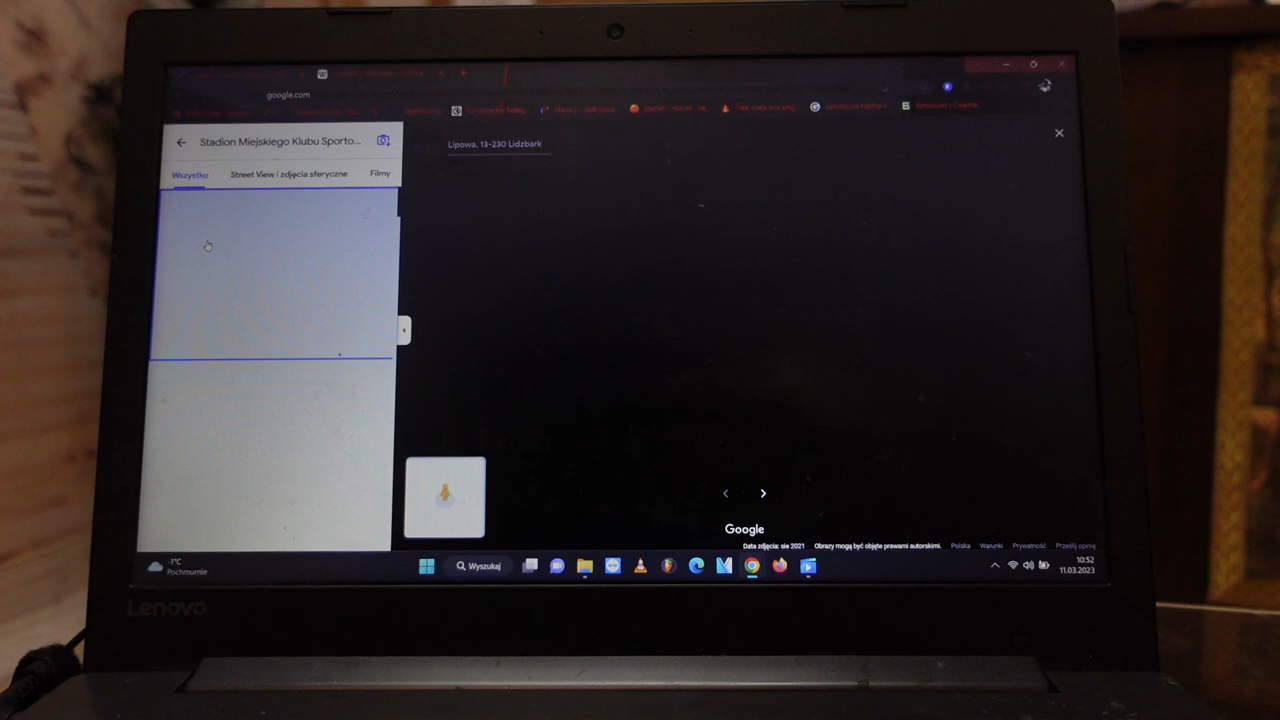 google.com
Stadion Miejskiego Klubu Sporto...
Lipowa, 13-230 Lidzbark
Wszystko
Street View i zdjęcia sferyczne
Filmy
Google
Data zdjęcia: sie 2021
Obrazy mogą być objęte prawami autorskimi.
Polska
Warunki
Prywatność
Prześlij opinię
-1°C
Pochmurnie
Wyszukaj
10:52
11.03.2023
Lenovo